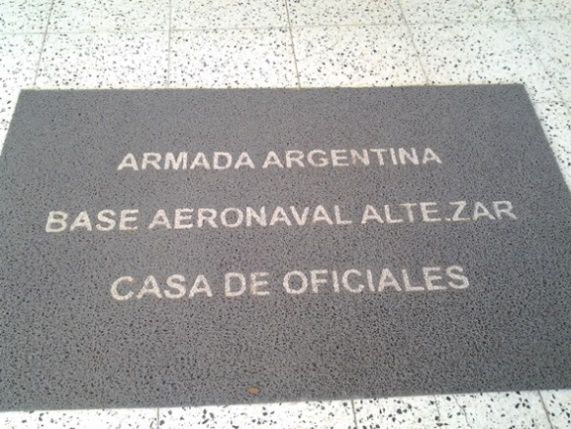 ARMADA ARGENTINA
BASE AERONAVAL ALTE.ZAR
CASA DE OFICIALES